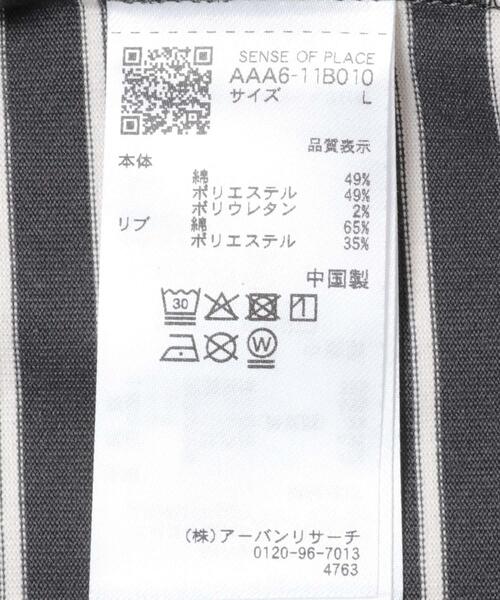 SENSE OF PLACE
AAA6-11B010
サイズ L
品質表示
本体
綿 49%
ポリエステル 49%
ポリウレタン 2%
リブ 綿 65%
ポリエステル 35%
中国製
30
W
(株)アーバンリサーチ
0120-96-7013
4763